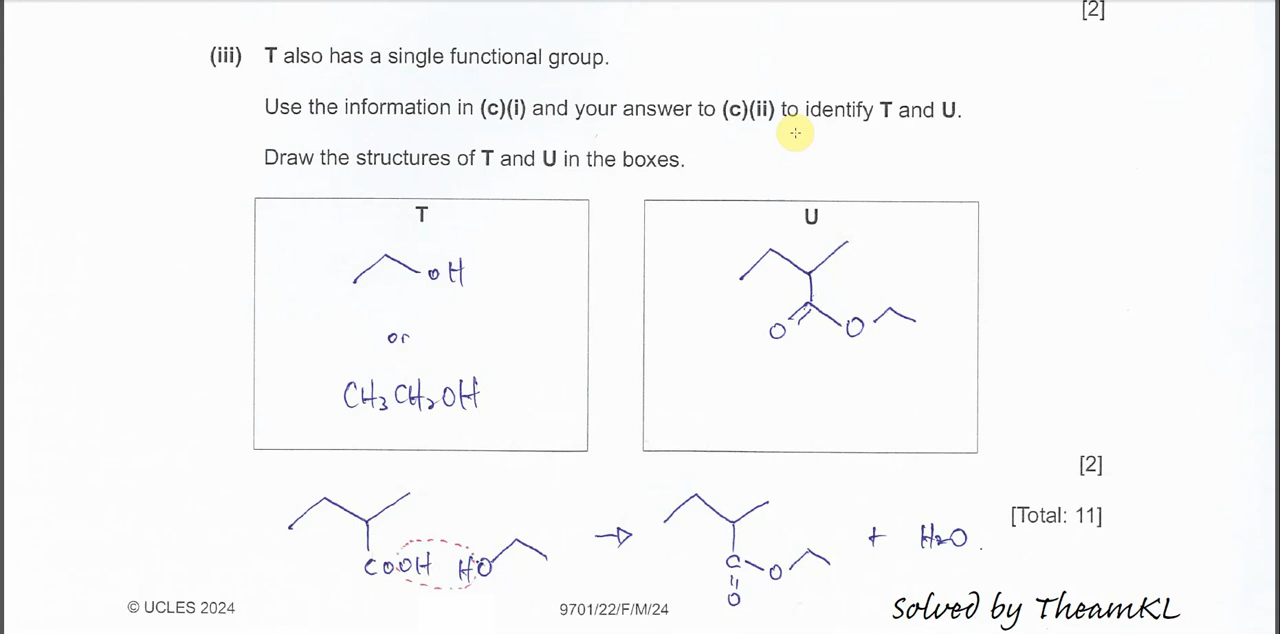 [2]
(iii) T also has a single functional group.
Use the information in (c)(i) and your answer to (c)(ii) to identify T and U.
Draw the structures of T and U in the boxes.
T
U
OH
or
CH₃CH₂OH
O
O
[2]
[Total: 11]
COOH HO
C
O
O
+ H₂O.
© UCLES 2024
9701/22/F/M/24
Solved by TheamKL